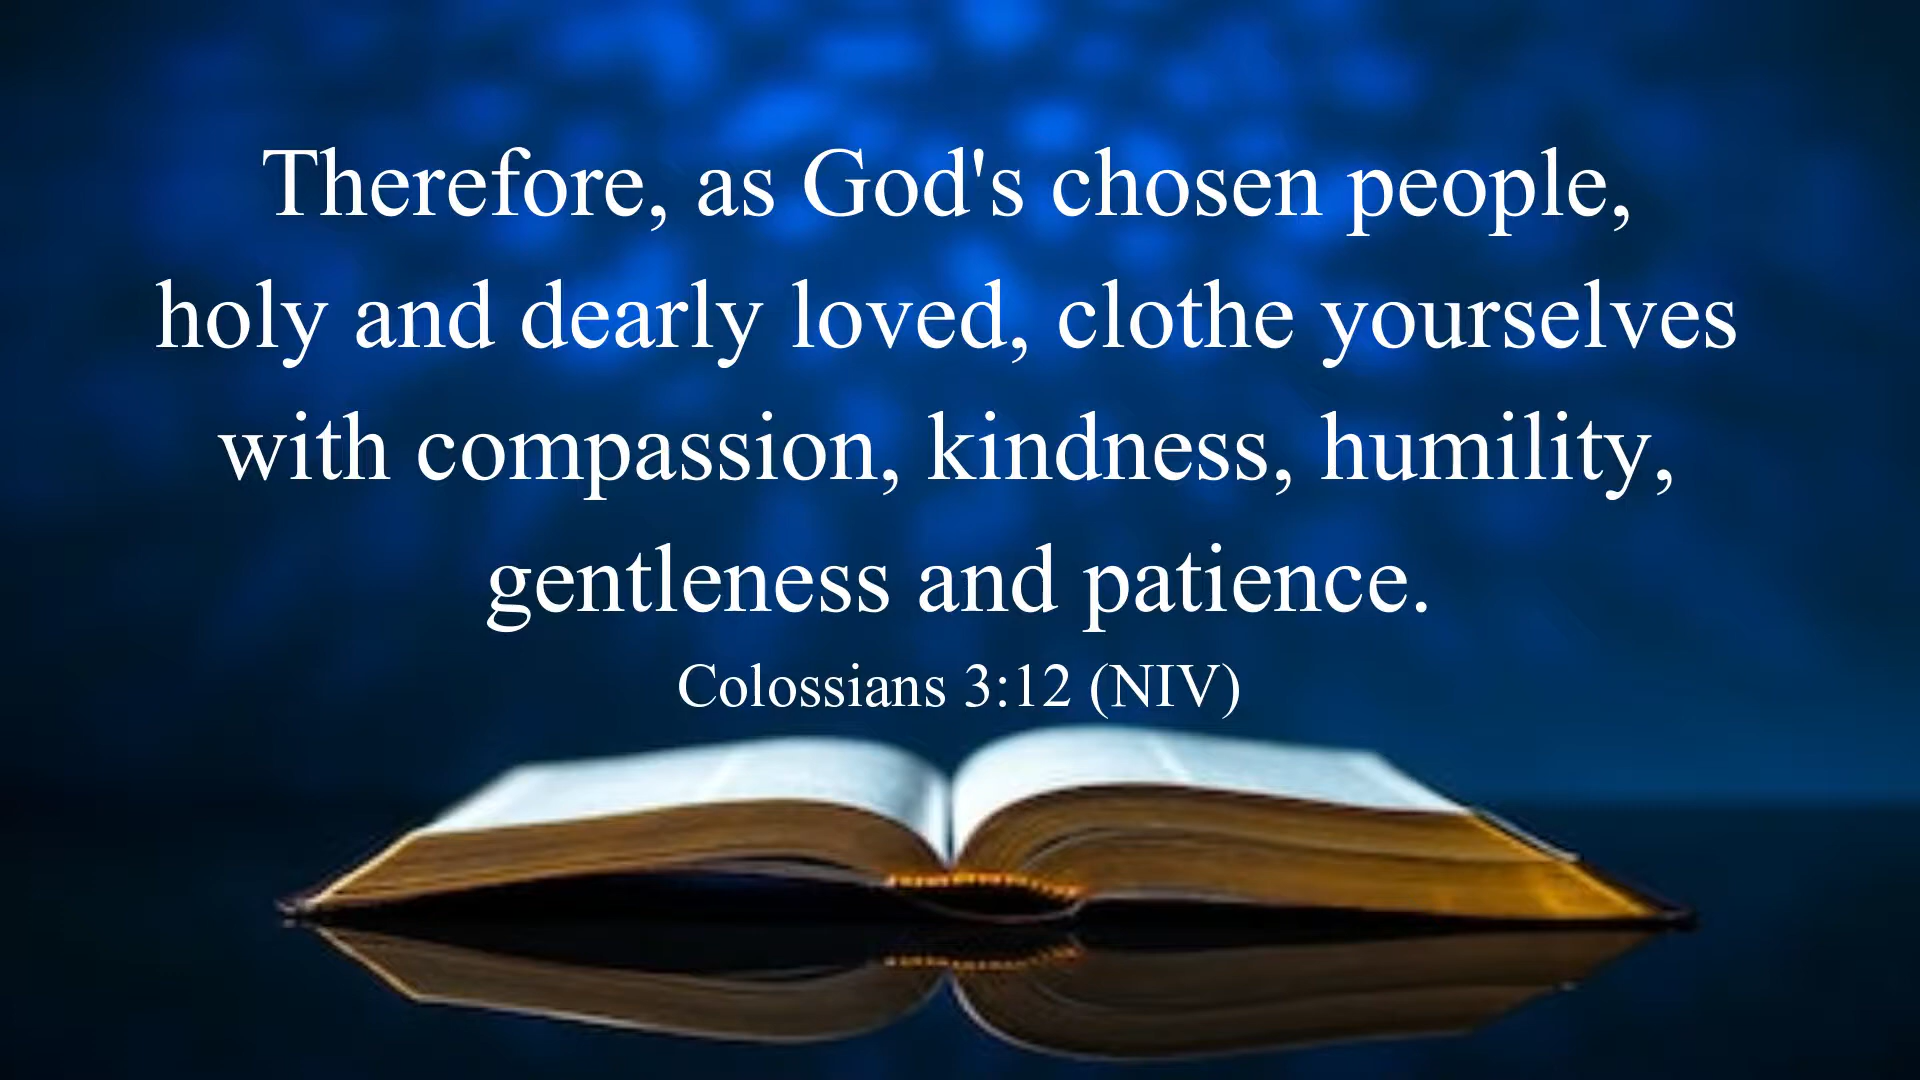 Therefore, as God's chosen people,
holy and dearly loved, clothe yourselves
with compassion, kindness, humility,
gentleness and patience.
Colossians 3:12 (NIV)